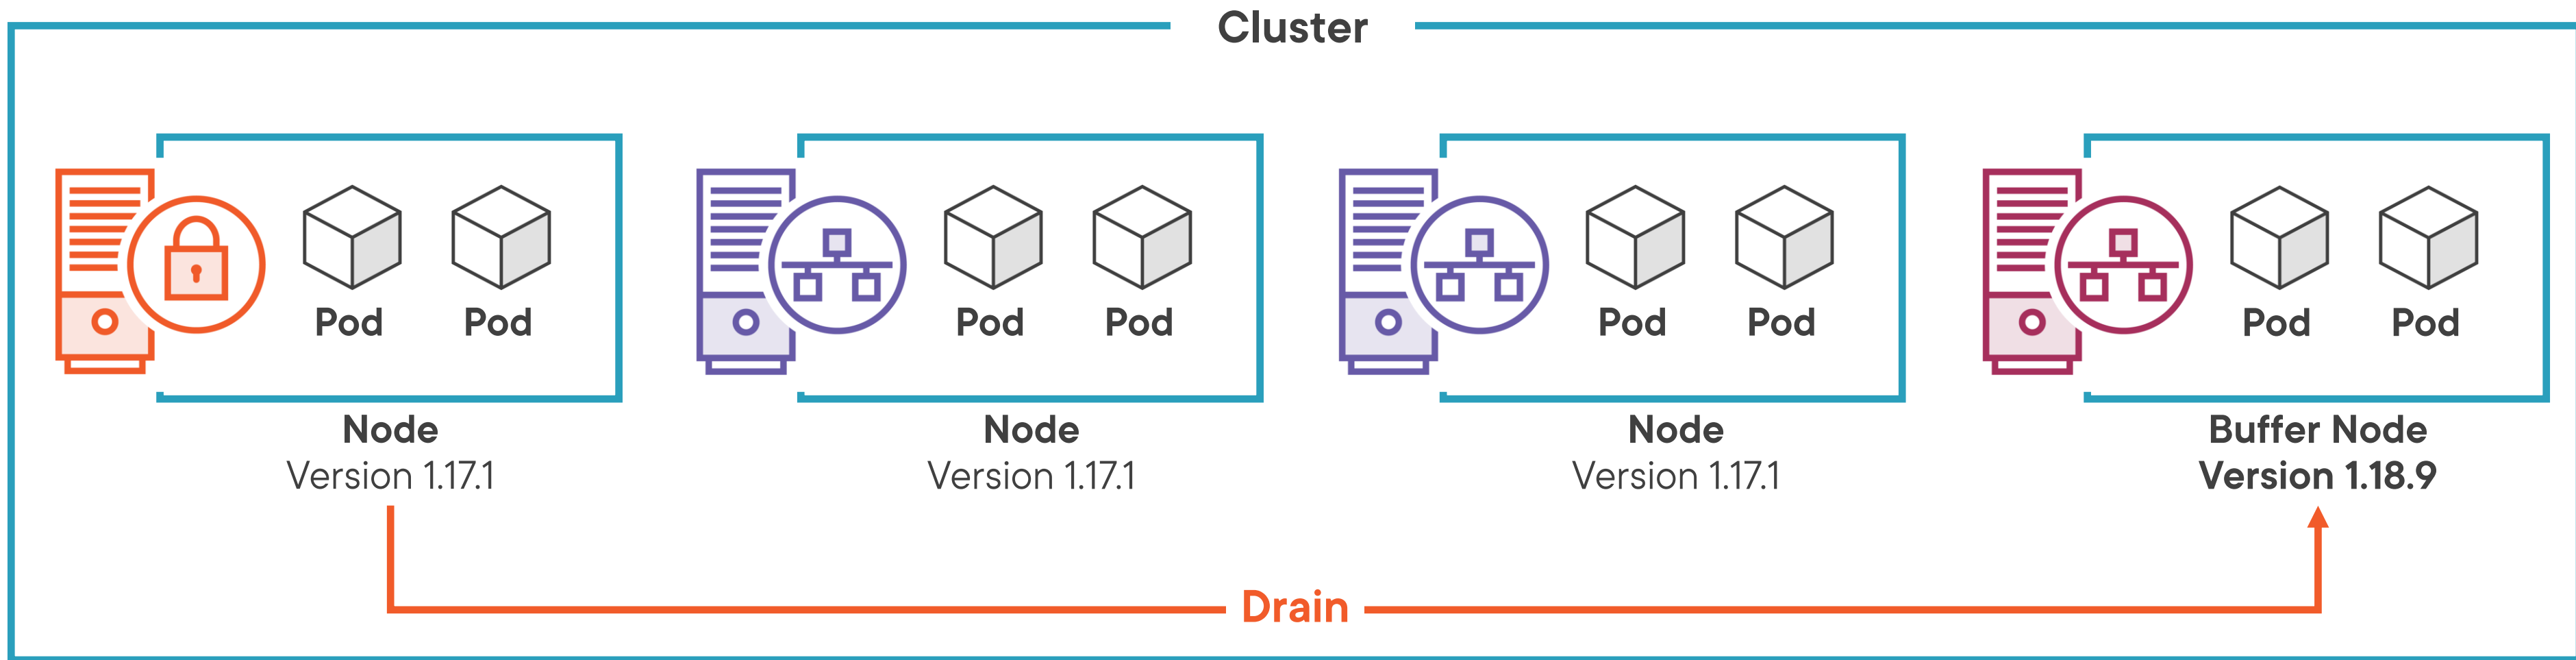 Cluster
Pod Pod
Node
Version 1.17.1
Pod Pod
Node
Version 1.17.1
Pod Pod
Node
Version 1.17.1
Pod Pod
Buffer Node
Version 1.18.9
Drain